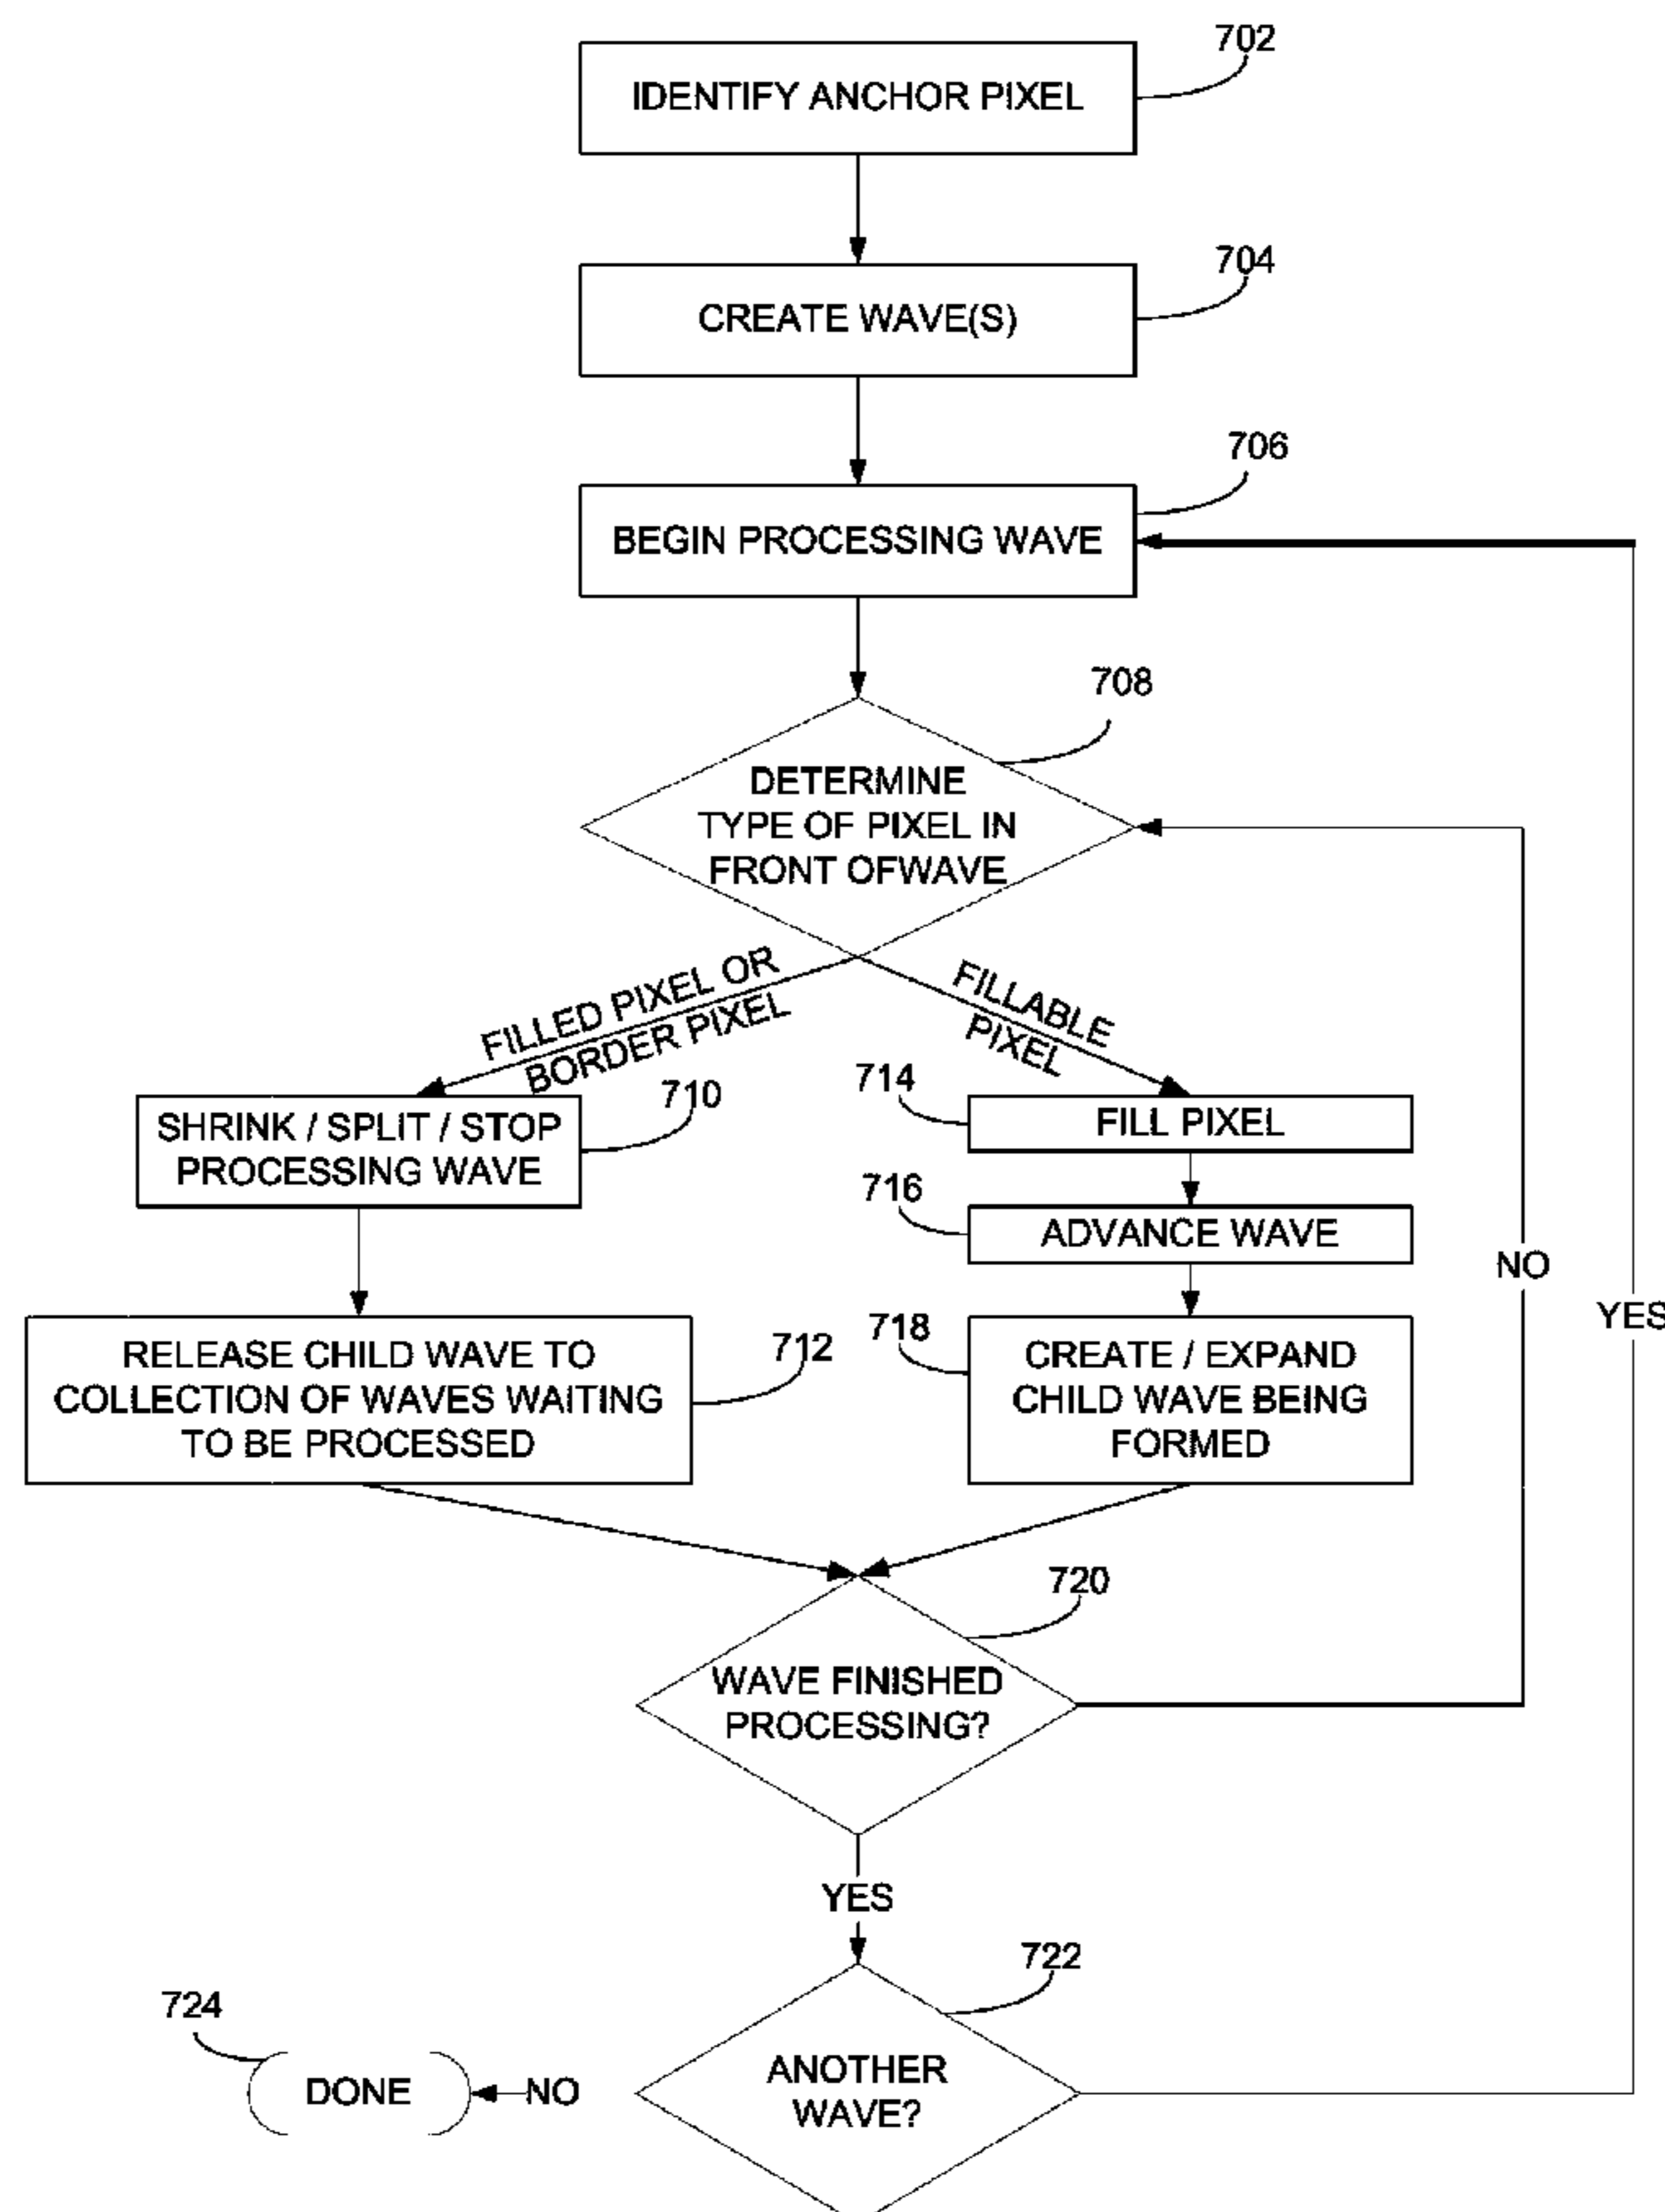 702
IDENTIFY ANCHOR PIXEL
704
CREATE WAVE(S)
706
BEGIN PROCESSING WAVE
708
DETERMINE
TYPE OF PIXEL IN
FRONT OFWAVE
FILLED PIXEL OR
BORDER PIXEL
FILLABLE
PIXEL
710
SHRINK / SPLIT / STOP
PROCESSING WAVE
714
FILL PIXEL
716
ADVANCE WAVE
NO
YES
712
RELEASE CHILD WAVE TO
COLLECTION OF WAVES WAITING
TO BE PROCESSED
718
CREATE / EXPAND
CHILD WAVE BEING
FORMED
720
WAVE FINISHED
PROCESSING?
YES
722
ANOTHER
WAVE?
NO
724
DONE